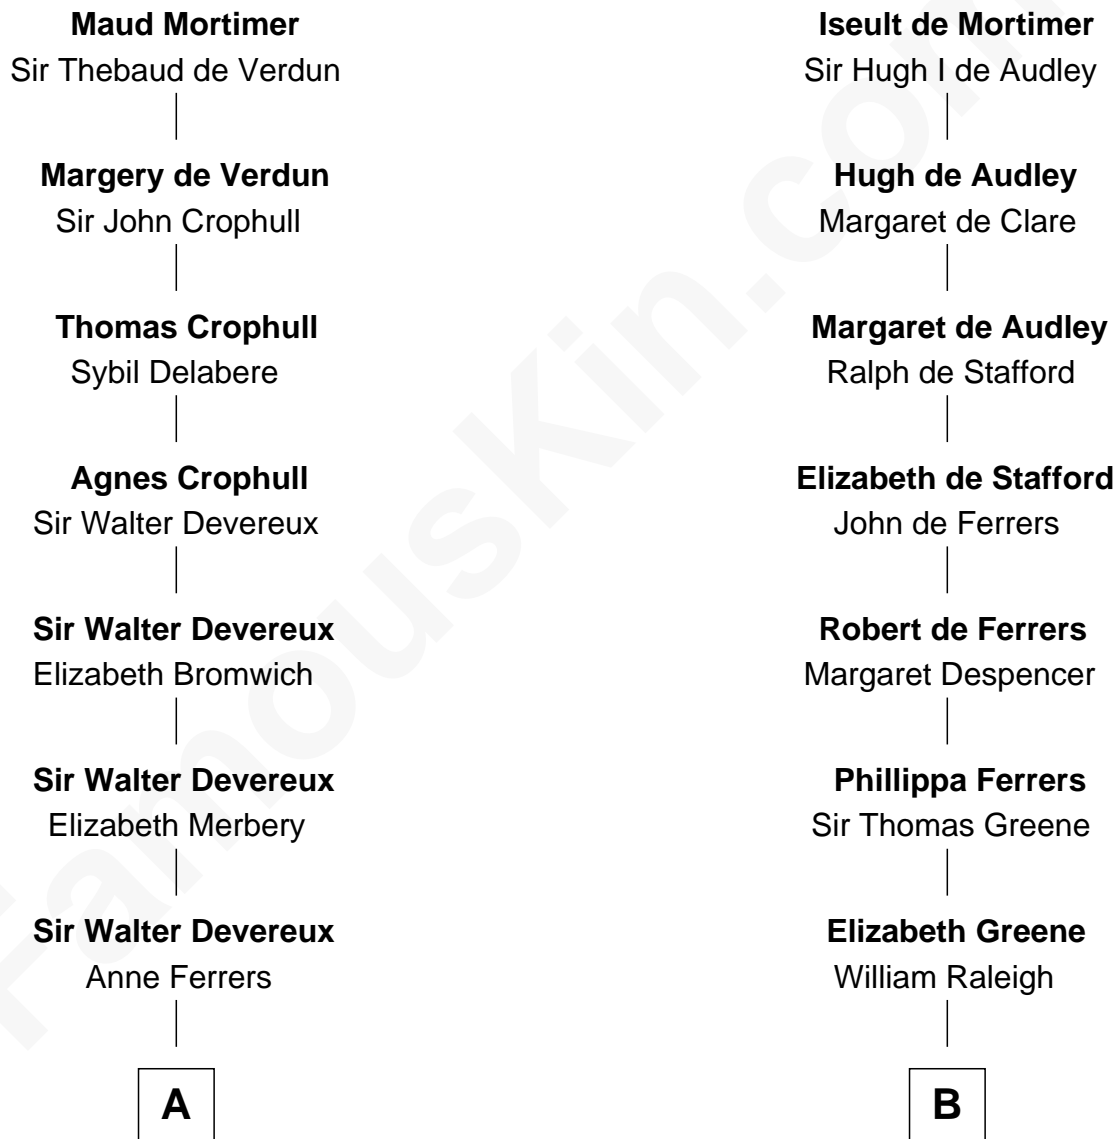 Maud Mortimer
Sir Thebaud de Verdun
Margery de Verdun
Sir John Crophull
Thomas Crophull
Sybil Delabere
Agnes Crophull
Sir Walter Devereux
Sir Walter Devereux
Elizabeth Bromwich
Sir Walter Devereux
Elizabeth Merbery
Sir Walter Devereux
Anne Ferrers
A
Iseult de Mortimer
Sir Hugh I de Audley
Hugh de Audley
Margaret de Clare
Margaret de Audley
Ralph de Stafford
Elizabeth de Stafford
John de Ferrers
Robert de Ferrers
Margaret Despencer
Phillippa Ferrers
Sir Thomas Greene
Elizabeth Greene
William Raleigh
B
FamousKin.com